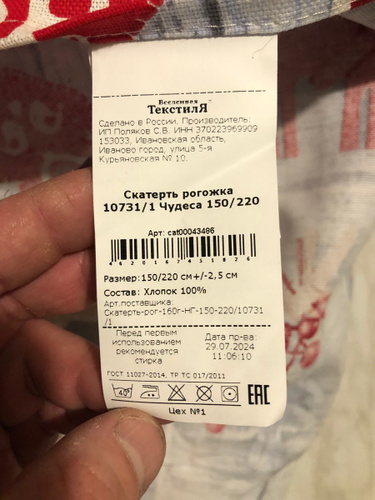 Вселенная
ТекстилЯ
Сделано в России. Производитель:
ИП Поляков С.В. ИНН 370223969909
153033, Ивановская область,
Иваново город, улица 5-я
Курьяновская № 10.
Скатерть рогожка
10731/1 Чудеса 150/220
Арт: cat00043486
4620167451826
Размер:150/220 см+/-2,5 см
Состав: Хлопок 100%
Арт.поставщика:
Скатерть-рог-160г-НГ-150-220/10731
/1
Перед первым
использованием
рекомендуется
стирка
Дата пр-ва:
29.07.2024
11:06:10
ГОСТ 11027-2014, ТР ТС 017/2011
40°
EAC
Цех №1